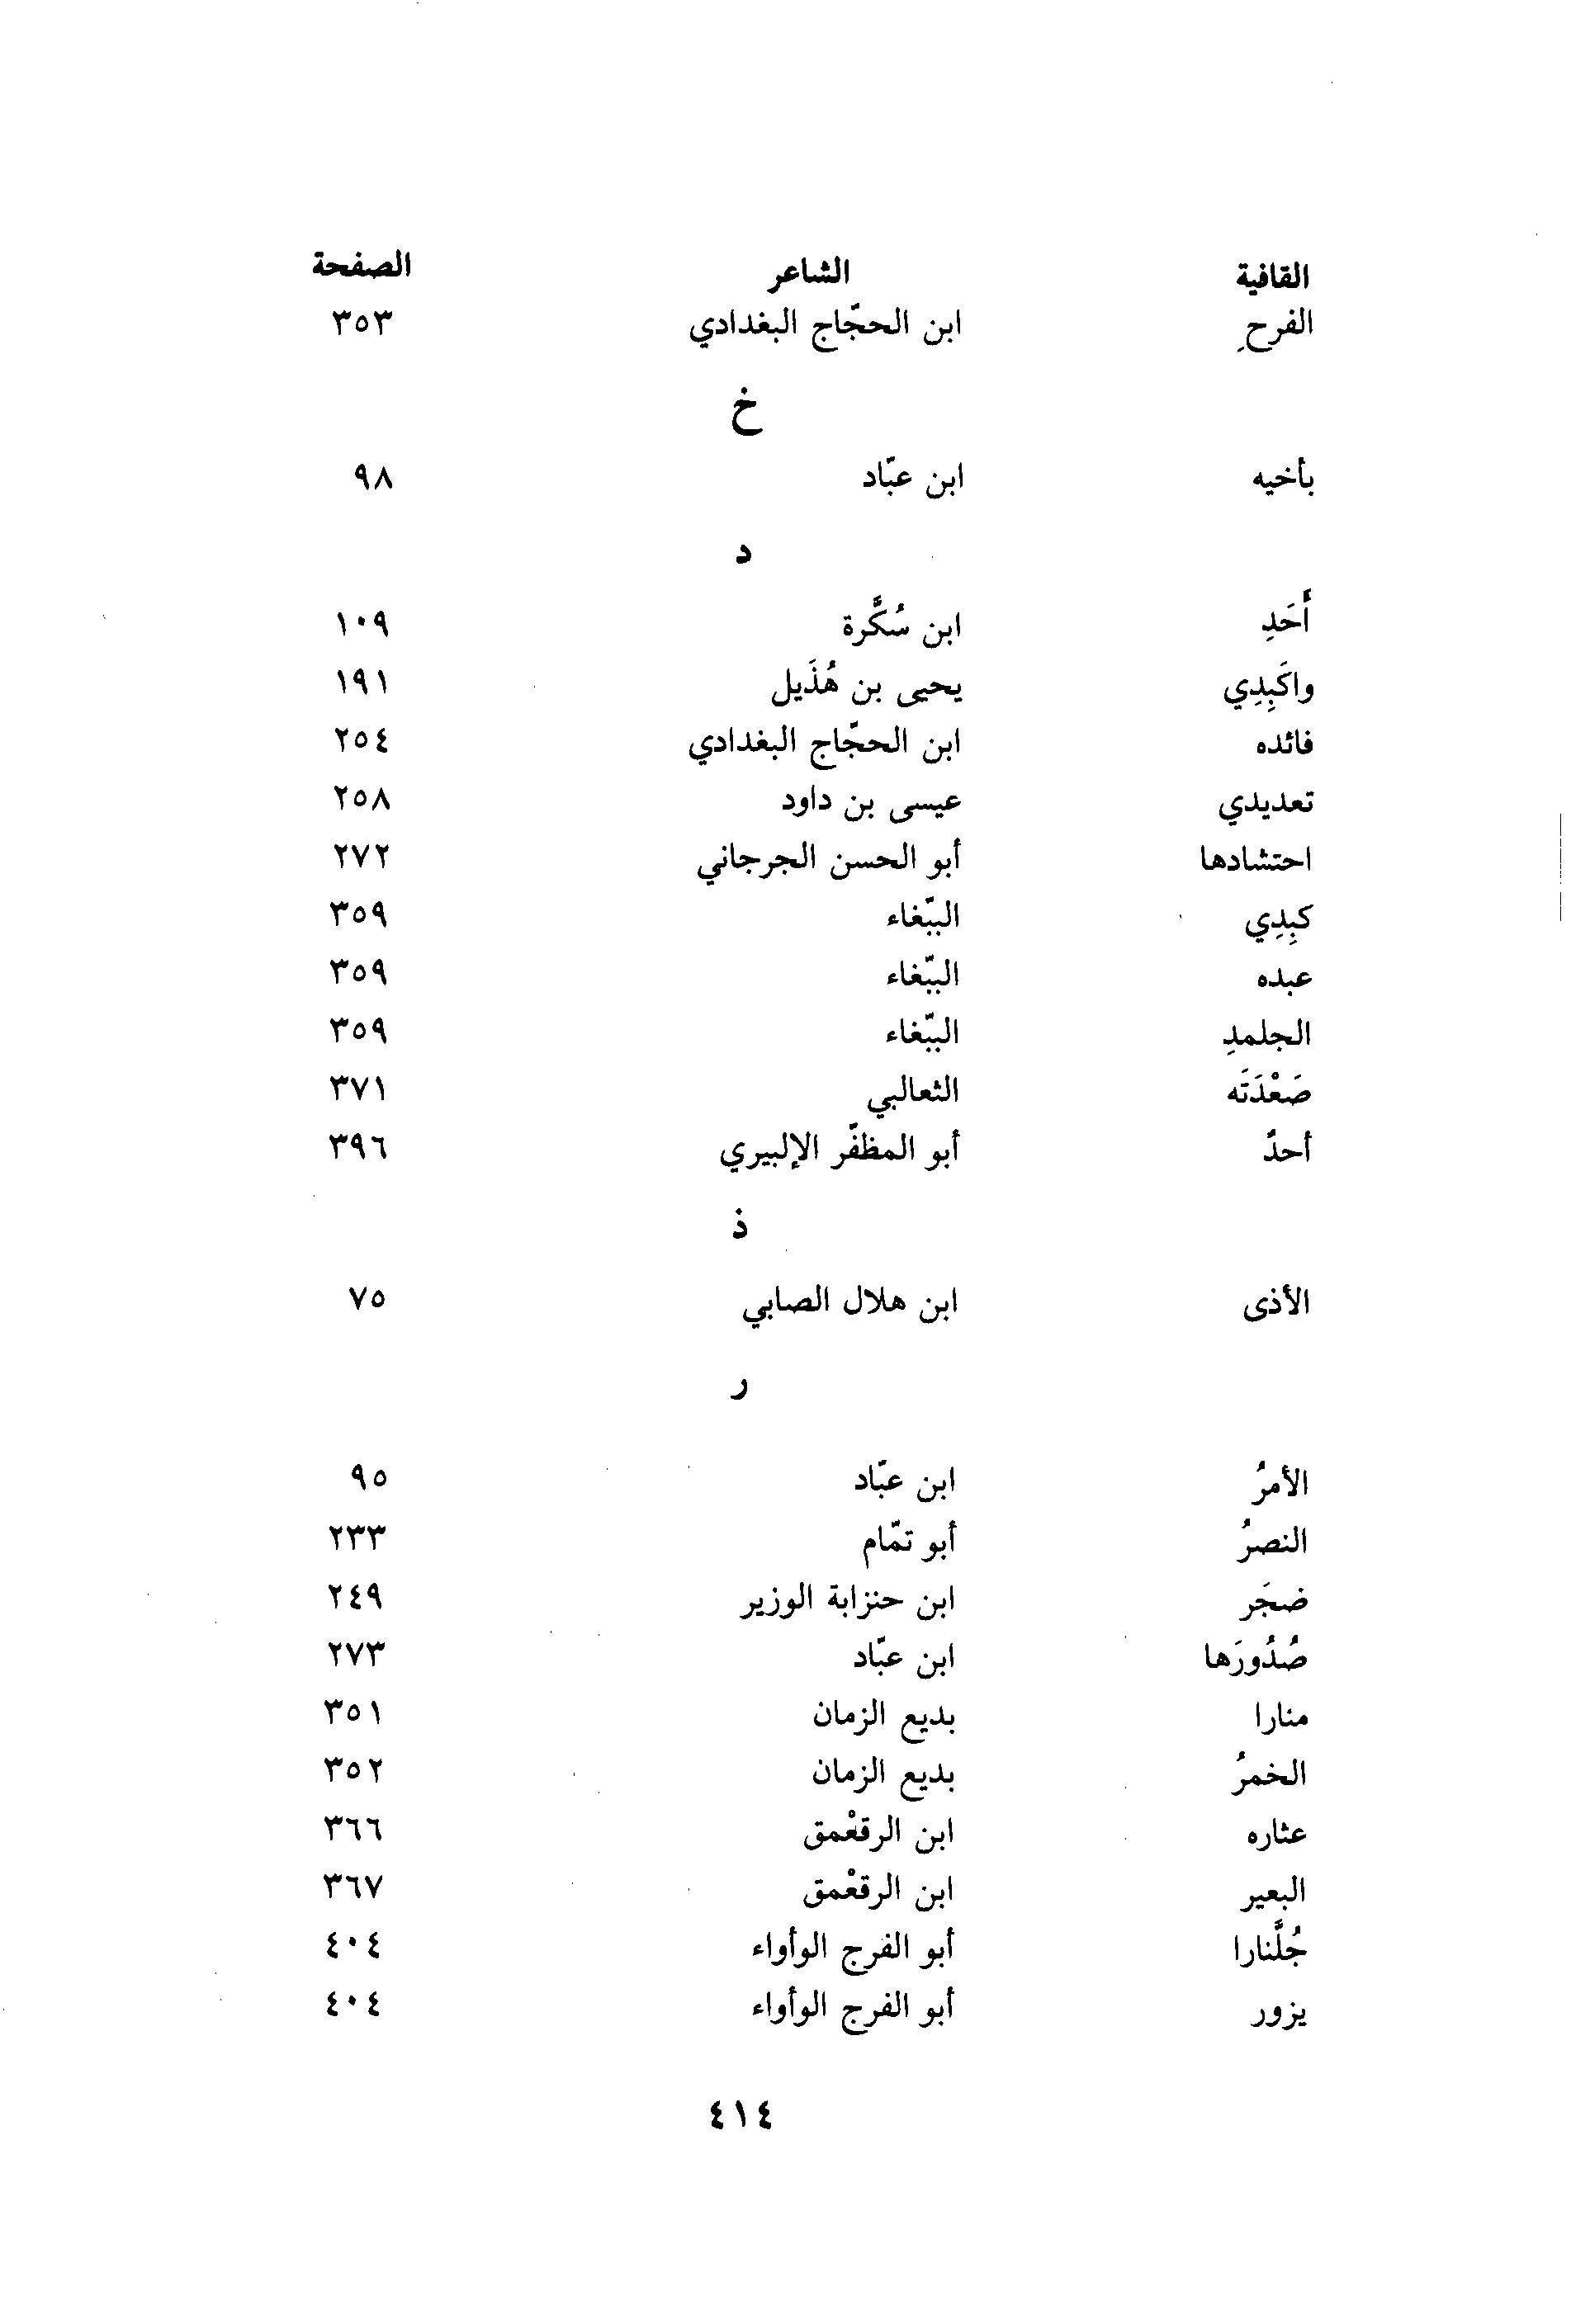 القافية الشاعر الصفحة
الفرحِ ابن الحجّاج البغدادي ٣٥٣
خ
بأخيه ابن عبّاد ٩٨
د
أَحَدِ ابن سُكَّرة ١٠٩
واكَبِدِي يحيى بن هُذَيل ١٩١
فائده ابن الحجّاج البغدادي ٢٥٤
تعديدي عيسى بن داود ٢٥٨
احتشادها أبو الحسن الجرجاني ٢٧٢
كبِدِي الببّغاء ٣٥٩
عبده الببّغاء ٣٥٩
الجلمدِ الببّغاء ٣٥٩
صَعْدَتَه الثعالبي ٣٧١
أحدٌ أبو المظفّر الإلبيري ٣٩٦
ذ
الأذى ابن هلال الصابي ٧٥
ر
الأمرُ ابن عبّاد ٩٥
النصرُ أبو تمّام ٢٣٣
ضجَر ابن حنزابة الوزير ٢٤٩
صُدُورَها ابن عبّاد ٢٧٣
منارا بديع الزمان ٣٥١
الخمرُ بديع الزمان ٣٥٢
عثاره ابن الرقعْمق ٣٦٦
البعير ابن الرقعْمق ٣٦٧
جُلَّنارا أبو الفرج الوأواء ٤٠٤
يزور أبو الفرج الوأواء ٤٠٤
٤١٤